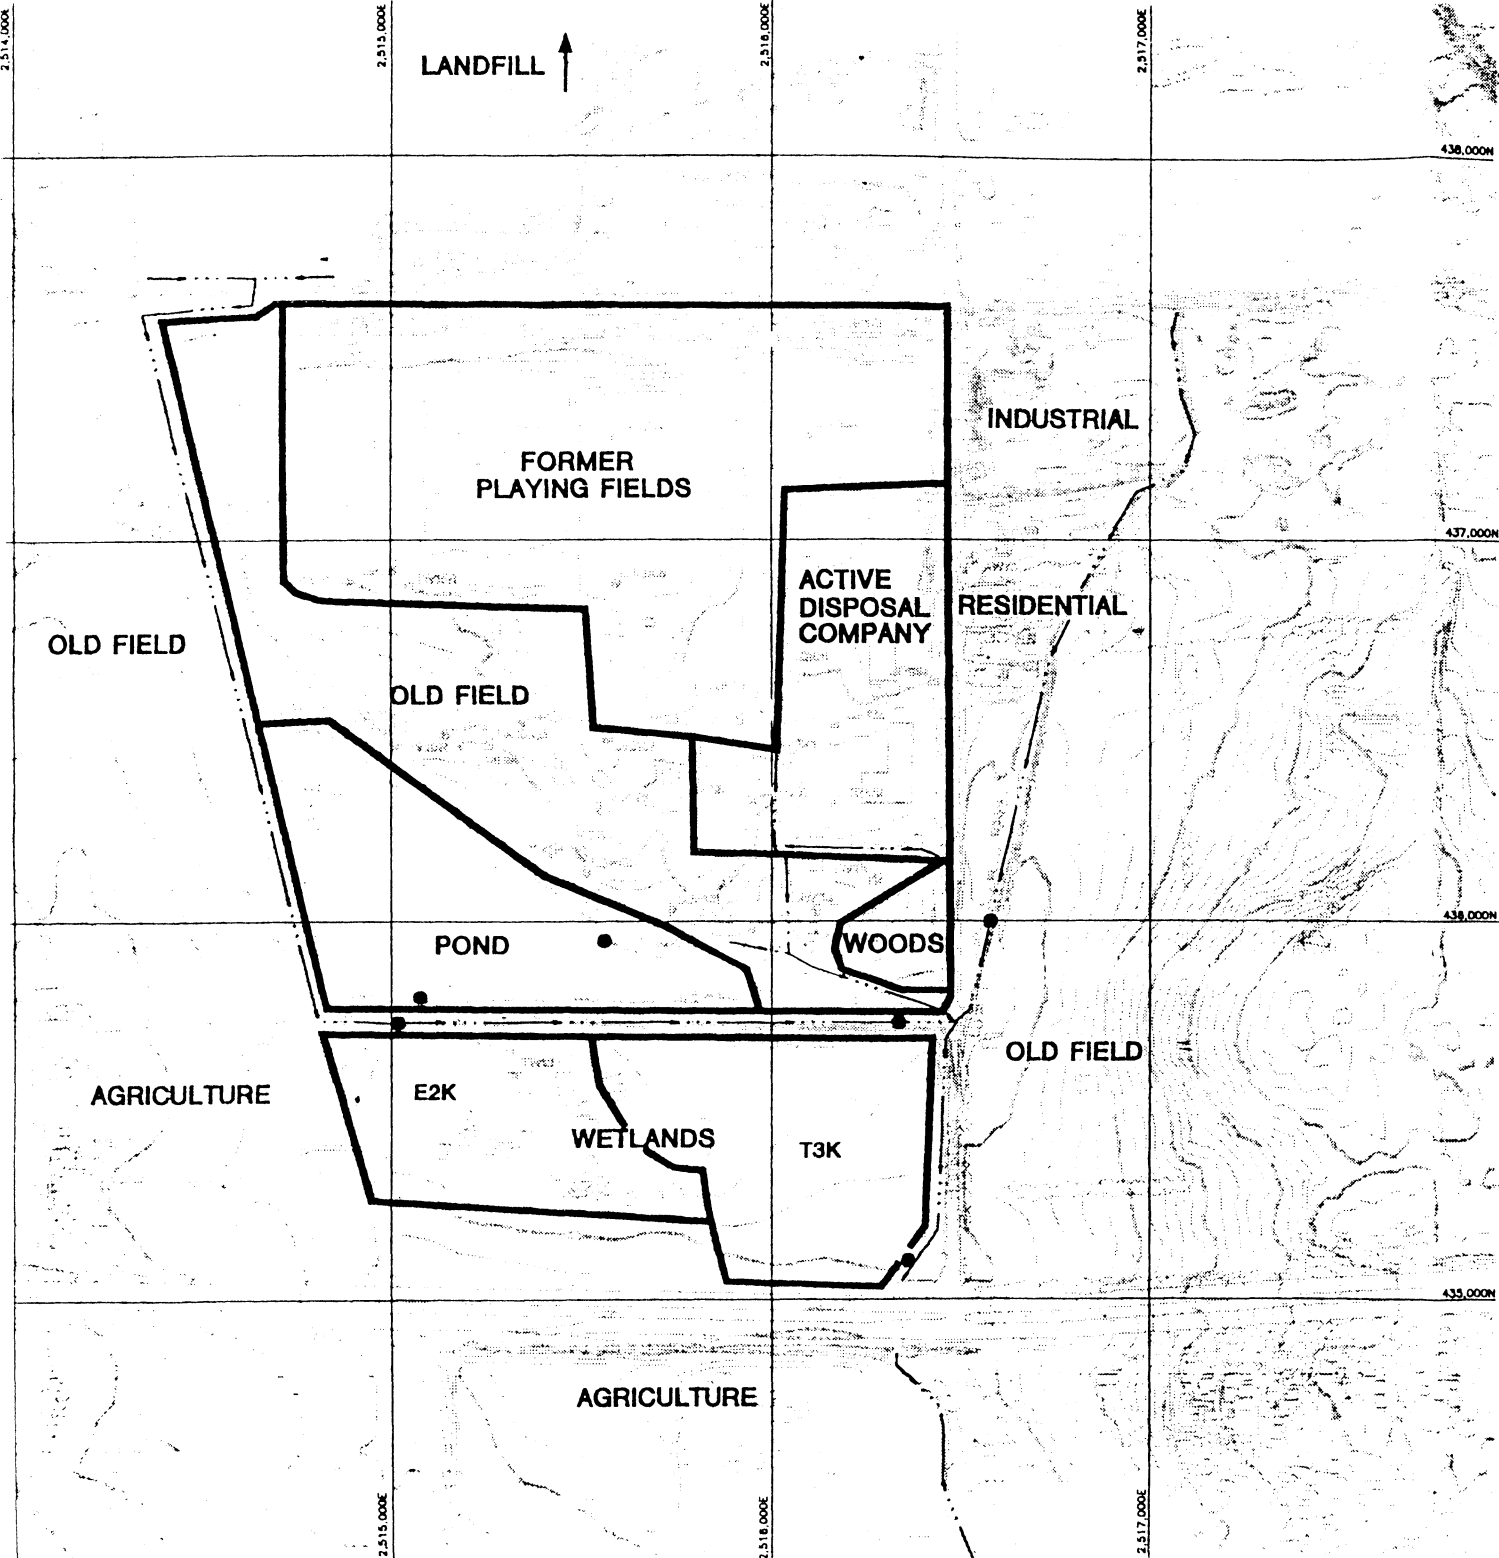 2,514,000E
2,515,000E
2,516,000E
2,517,000E
LANDFILL
438,000N
INDUSTRIAL
FORMER
PLAYING FIELDS
437,000N
ACTIVE
DISPOSAL
COMPANY
RESIDENTIAL
OLD FIELD
OLD FIELD
436,000N
POND
WOODS
OLD FIELD
AGRICULTURE
E2K
WETLANDS
T3K
435,000N
AGRICULTURE
2,515,000E
2,516,000E
2,517,000E